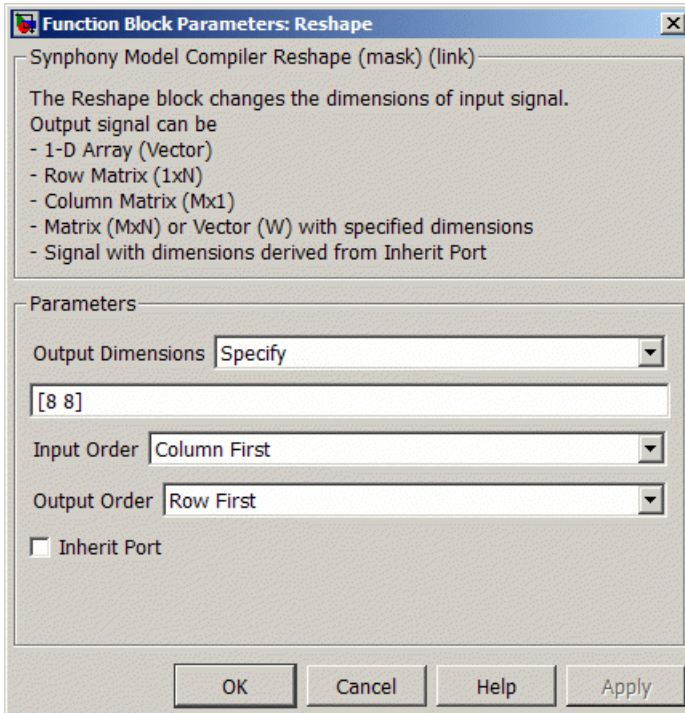 Function Block Parameters: Reshape
Synphony Model Compiler Reshape (mask) (link)
The Reshape block changes the dimensions of input signal.
Output signal can be
- 1-D Array (Vector)
- Row Matrix (1xN)
- Column Matrix (Mx1)
- Matrix (MxN) or Vector (W) with specified dimensions
- Signal with dimensions derived from Inherit Port
Parameters
Output Dimensions Specify
[8 8]
Input Order Column First
Output Order Row First
Inherit Port
OK Cancel Help Apply